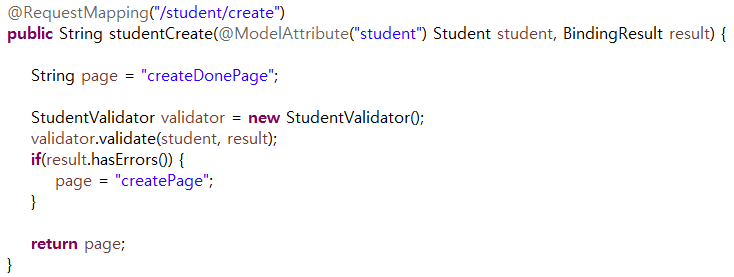 @RequestMapping("/student/create")
public String studentCreate(@ModelAttribute("student") Student student, BindingResult result) {
String page = "createDonePage";
StudentValidator validator = new StudentValidator();
validator.validate(student, result);
if(result.hasErrors()) {
page = "createPage";
}
return page;
}